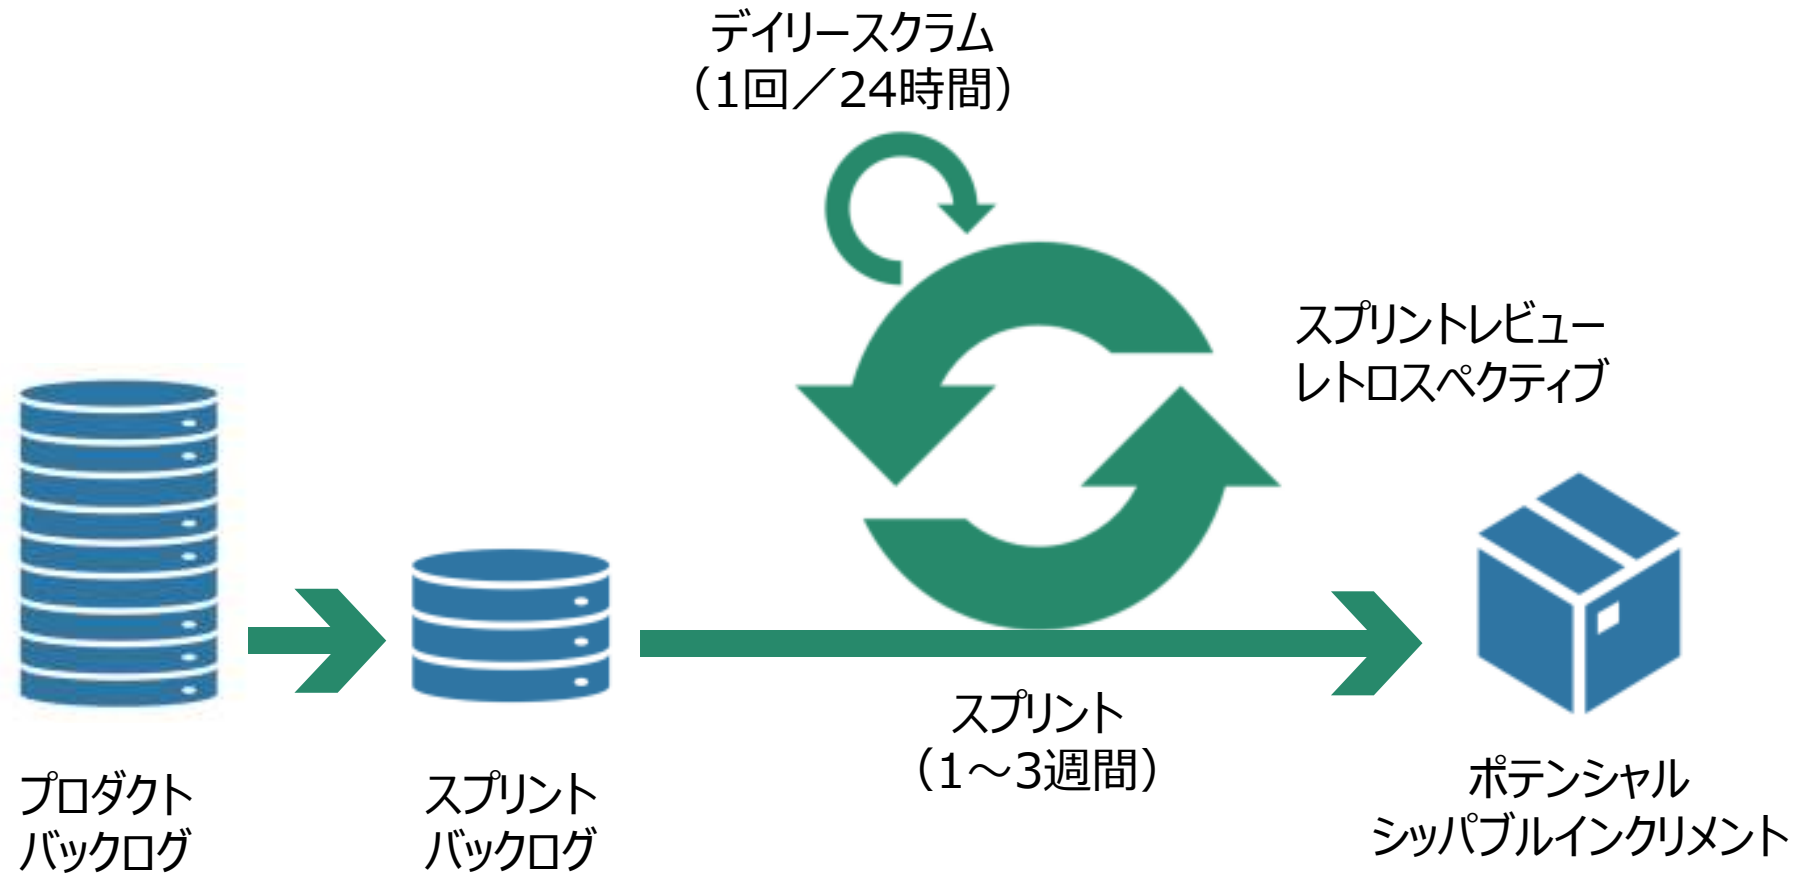 デイリースクラム
（1回／24時間）
スプリントレビュー
レトロスペクティブ
スプリント
（1～3週間）
プロダクト
バックログ
スプリント
バックログ
ポテンシャル
シッパブルインクリメント